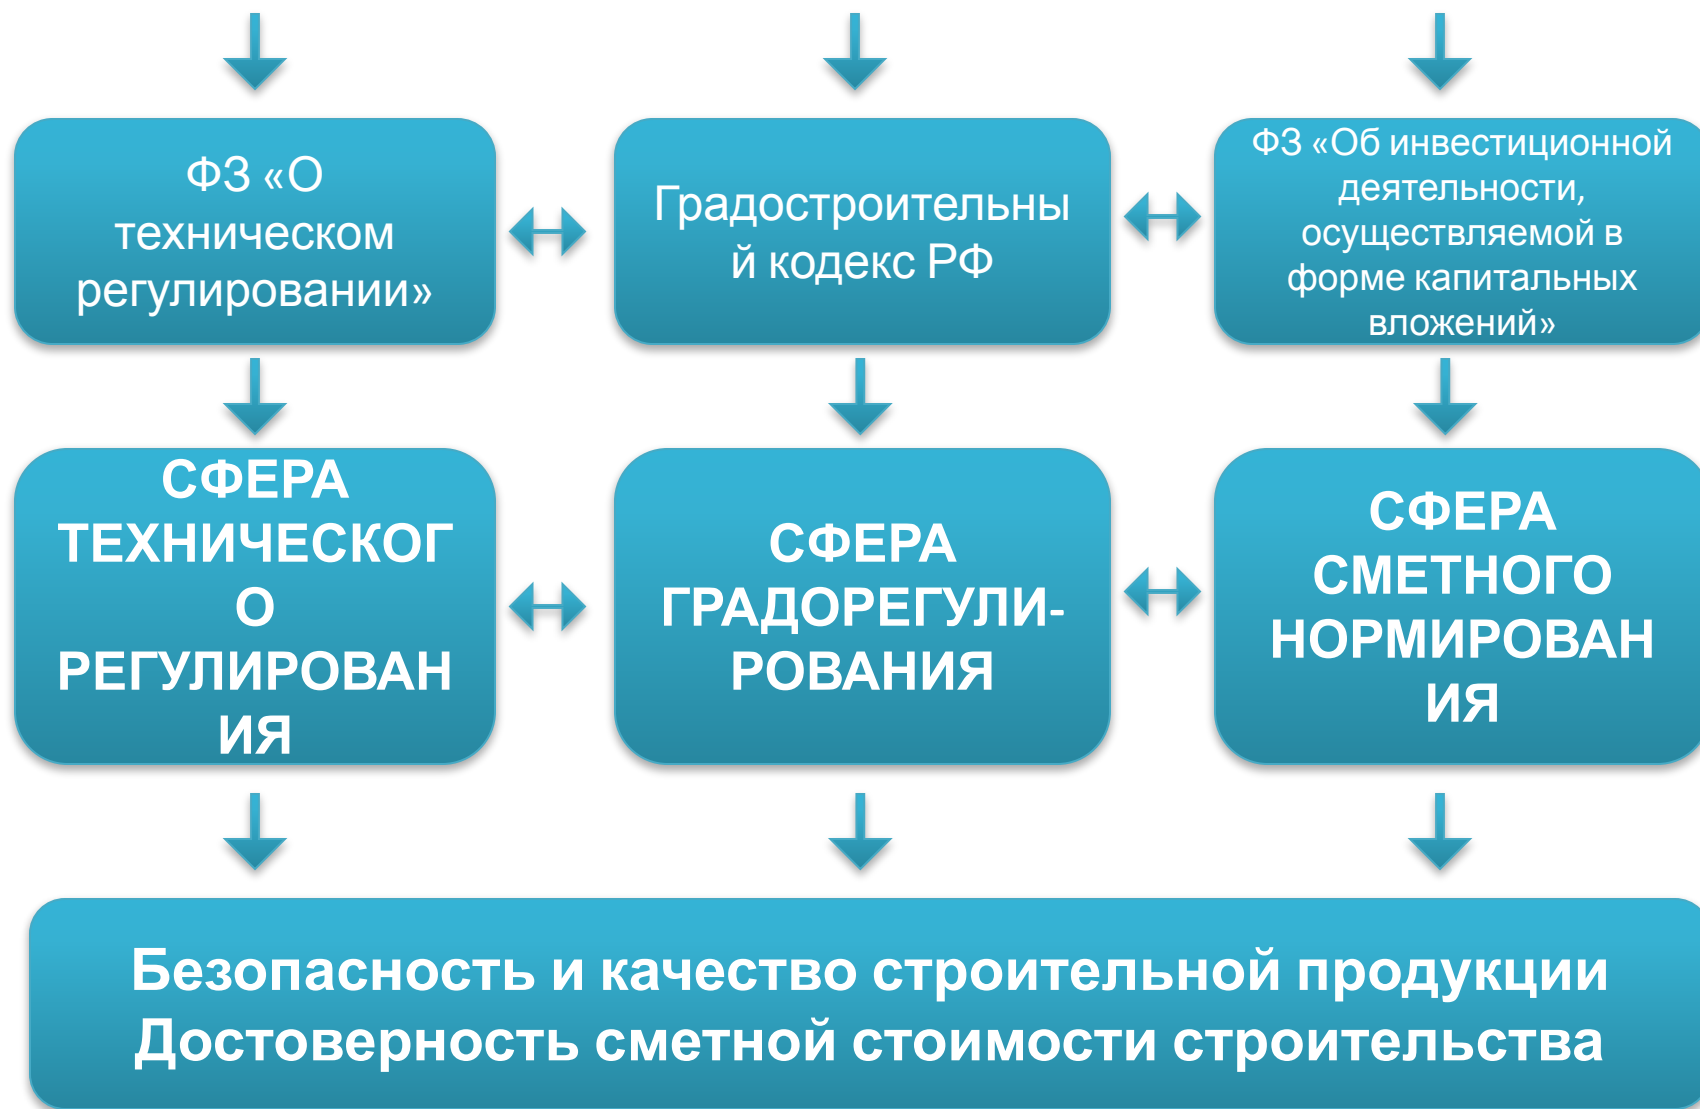 ФЗ «О
техническом
регулировании»
Градостроительны
й кодекс РФ
ФЗ «Об инвестиционной
деятельности,
осуществляемой в
форме капитальных
вложений»
СФЕРА
ТЕХНИЧЕСКОГ
О
РЕГУЛИРОВАН
ИЯ
СФЕРА
ГРАДОРЕГУЛИ-
РОВАНИЯ
СФЕРА
СМЕТНОГО
НОРМИРОВАН
ИЯ
Безопасность и качество строительной продукции
Достоверность сметной стоимости строительства